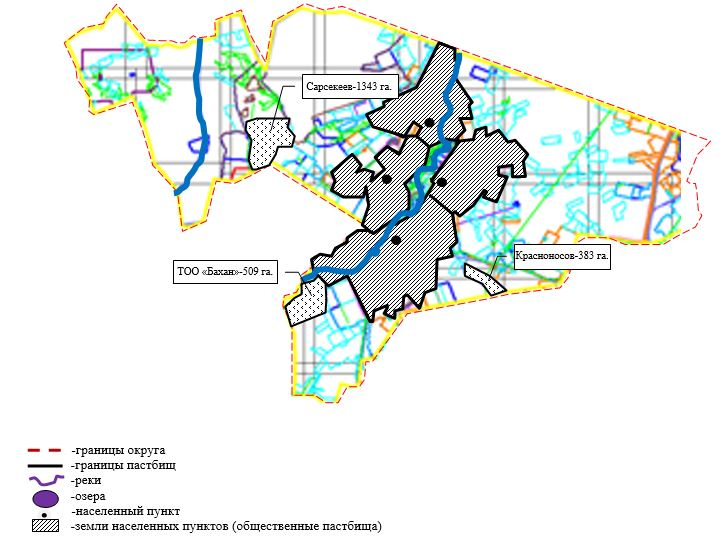 Сарсекеев-1343 га.
Красноносов-383 га.
ТОО «Бахан»-509 га.
-границы округа
-границы пастбищ
-реки
-озера
-населенный пункт
-земли населенных пунктов (общественные пастбища)